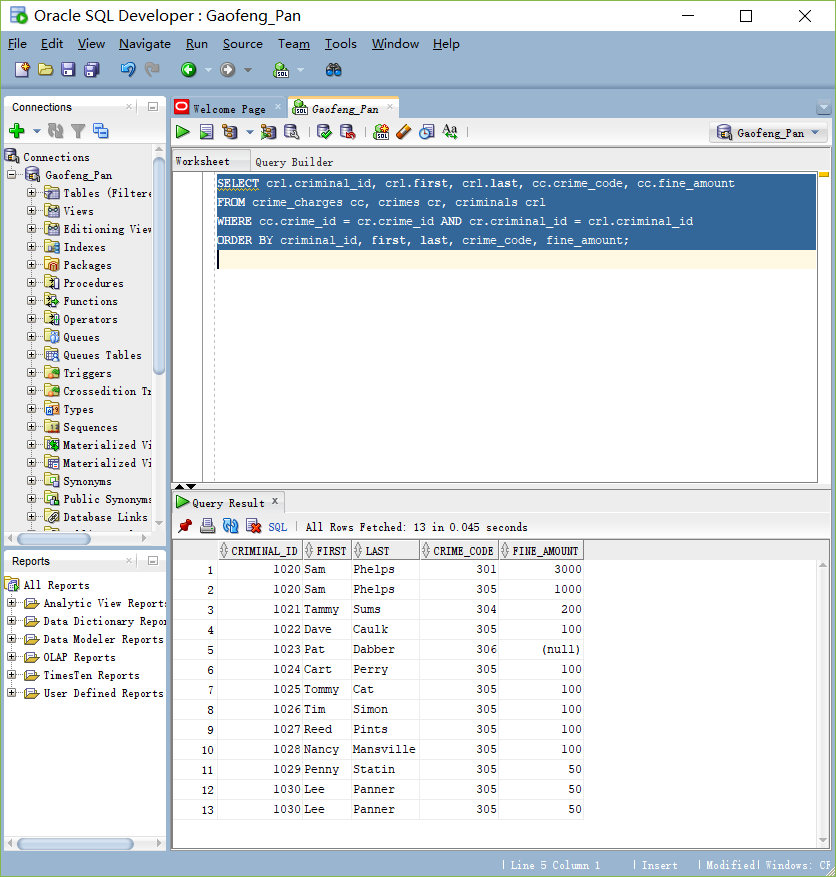 Oracle SQL Developer : Gaofeng_Pan
File Edit View Navigate Run Source Team Tools Window Help
Connections
Connections
Gaofeng_Pan
Tables (Filtere
Views
Editioning View
Indexes
Packages
Procedures
Functions
Operators
Queues
Queues Tables
Triggers
Crossedition Tr
Types
Sequences
Materialized Vi
Materialized Vi
Synonyms
Public Synonyms
Database Links
Reports
All Reports
Analytic View Reports
Data Dictionary Repor
Data Modeler Reports
OLAP Reports
TimesTen Reports
User Defined Reports
Welcome Page Gaofeng_Pan
Gaofeng_Pan
Worksheet Query Builder
SELECT crl.criminal_id, crl.first, crl.last, cc.crime_code, cc.fine_amount
FROM crime_charges cc, crimes cr, criminals crl
WHERE cc.crime_id = cr.crime_id AND cr.criminal_id = crl.criminal_id
ORDER BY criminal_id, first, last, crime_code, fine_amount;
Query Result
SQL All Rows Fetched: 13 in 0.045 seconds
CRIMINAL_ID FIRST LAST CRIME_CODE FINE_AMOUNT
1 1020 Sam Phelps 301 3000
2 1020 Sam Phelps 305 1000
3 1021 Tammy Sums 304 200
4 1022 Dave Caulk 305 100
5 1023 Pat Dabber 306 (null)
6 1024 Cart Perry 305 100
7 1025 Tommy Cat 305 100
8 1026 Tim Simon 305 100
9 1027 Reed Pints 305 100
10 1028 Nancy Mansville 305 100
11 1029 Penny Statin 305 50
12 1030 Lee Panner 305 50
13 1030 Lee Panner 305 50
Line 5 Column 1 Insert Modified Windows: CR